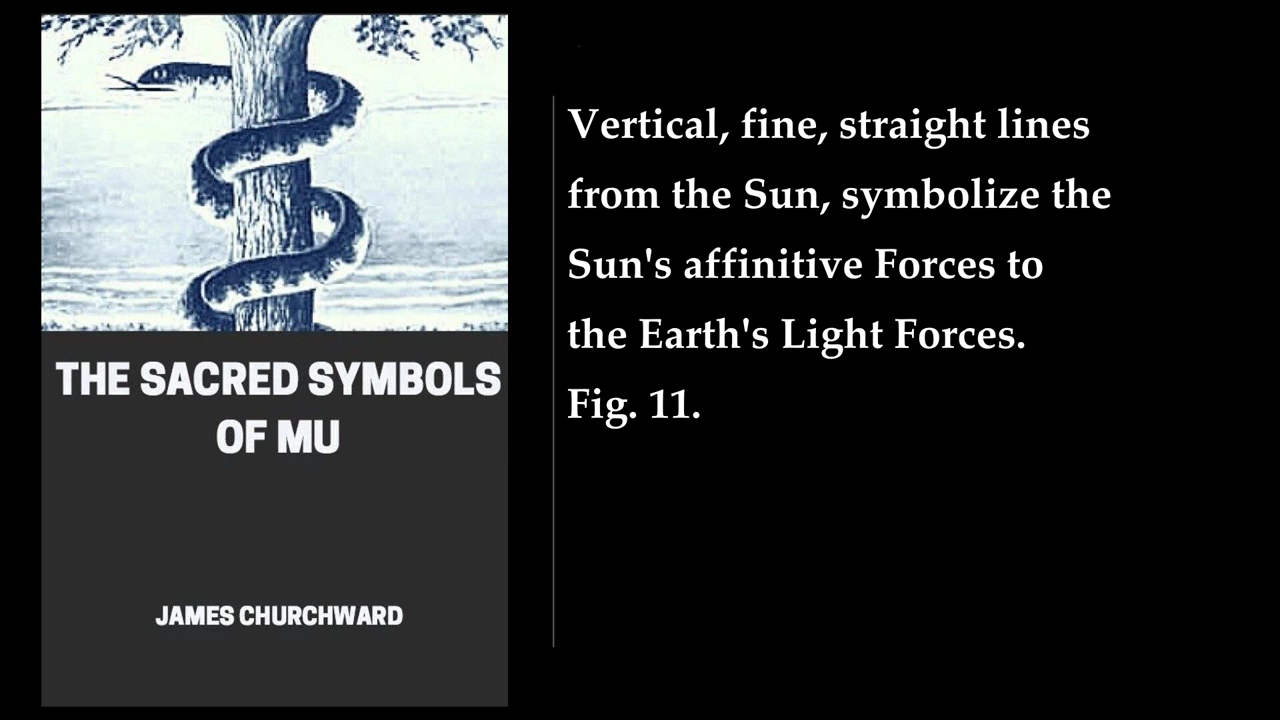 THE SACRED SYMBOLS
OF MU
JAMES CHURCHWARD
Vertical, fine, straight lines
from the Sun, symbolize the
Sun's affinitive Forces to
the Earth's Light Forces.
Fig. 11.